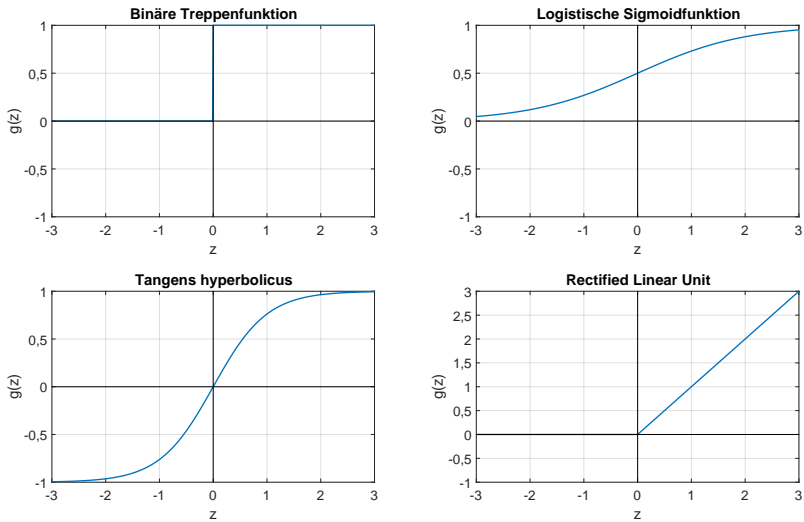 Binäre Treppenfunktion
1
0,5
0
-0,5
-1
g(z)
-3 -2 -1 0 1 2 3
z
Logistische Sigmoidfunktion
1
0,5
0
-0,5
-1
g(z)
-3 -2 -1 0 1 2 3
z
Tangens hyperbolicus
1
0,5
0
-0,5
-1
g(z)
-3 -2 -1 0 1 2 3
z
Rectified Linear Unit
3
2,5
2
1,5
1
0,5
0
-0,5
-1
g(z)
-3 -2 -1 0 1 2 3
z